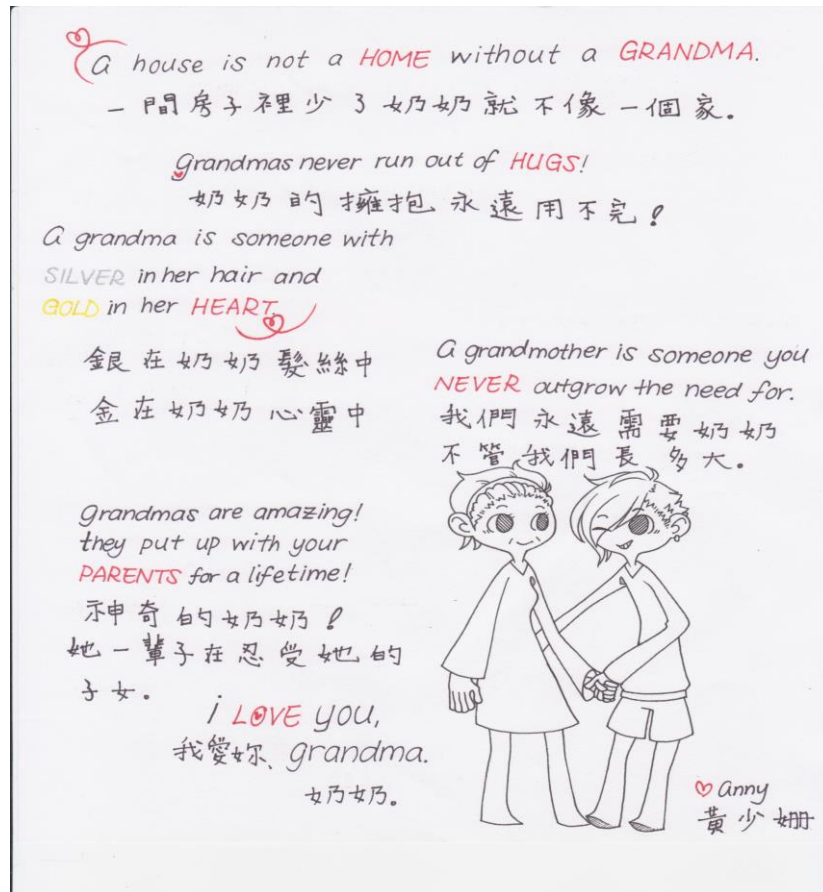 a house is not a HOME without a GRANDMA.
一間房子裡少了奶奶就不像一個家。
grandmas never run out of HUGS!
奶奶的擁抱永遠用不完!
a grandma is someone with
SILVER in her hair and
GOLD in her HEART.
銀在奶奶髮絲中
金在奶奶心靈中
a grandmother is someone you
NEVER outgrow the need for.
我們永遠需要奶奶
不管我們長多大。
grandmas are amazing!
they put up with your
PARENTS for a lifetime!
神奇的奶奶!
她一輩子在忍受她的
子女。
i LOVE you,
我愛妳、grandma.
奶奶。
anny
黃少姍